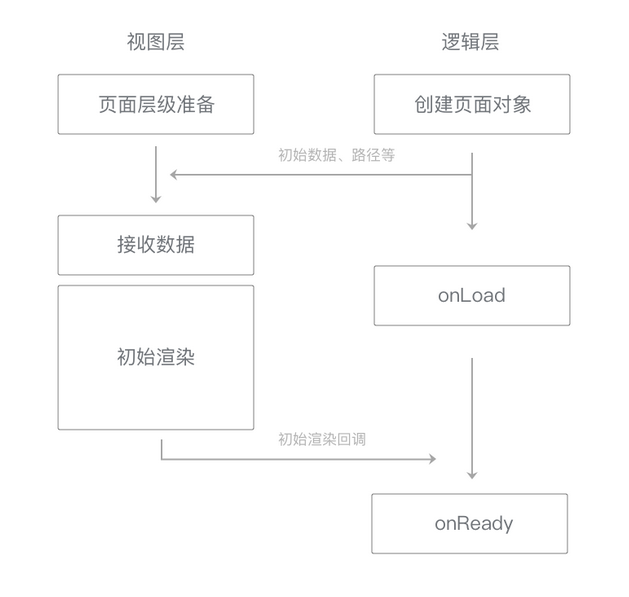 视图层
逻辑层
页面层级准备
创建页面对象
初始数据、路径等
接收数据
onLoad
初始渲染
初始渲染回调
onReady